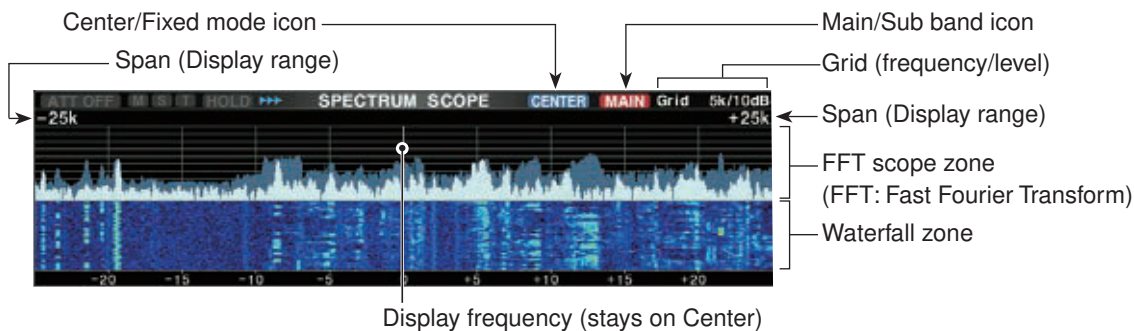 Center/Fixed mode icon
Main/Sub band icon
Span (Display range)
Grid (frequency/level)
ATT OFF M S T HOLD SPECTRUM SCOPE CENTER MAIN Grid 5k/10dB
−25k +25k
Span (Display range)
FFT scope zone
(FFT: Fast Fourier Transform)
Waterfall zone
−20 −15 −10 −5 0 +5 +10 +15 +20
Display frequency (stays on Center)